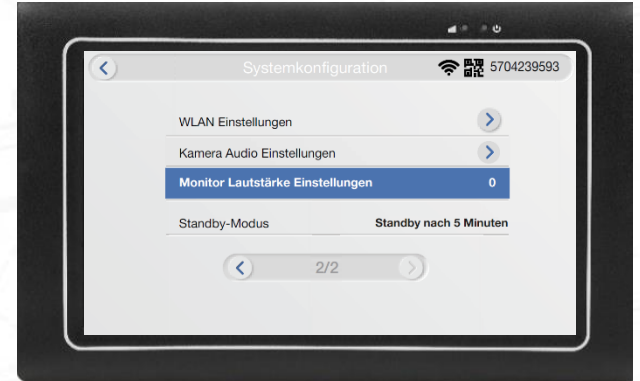 Systemkonfiguration 5704239593
WLAN Einstellungen
Kamera Audio Einstellungen
Monitor Lautstärke Einstellungen 0
Standby-Modus Standby nach 5 Minuten
2/2